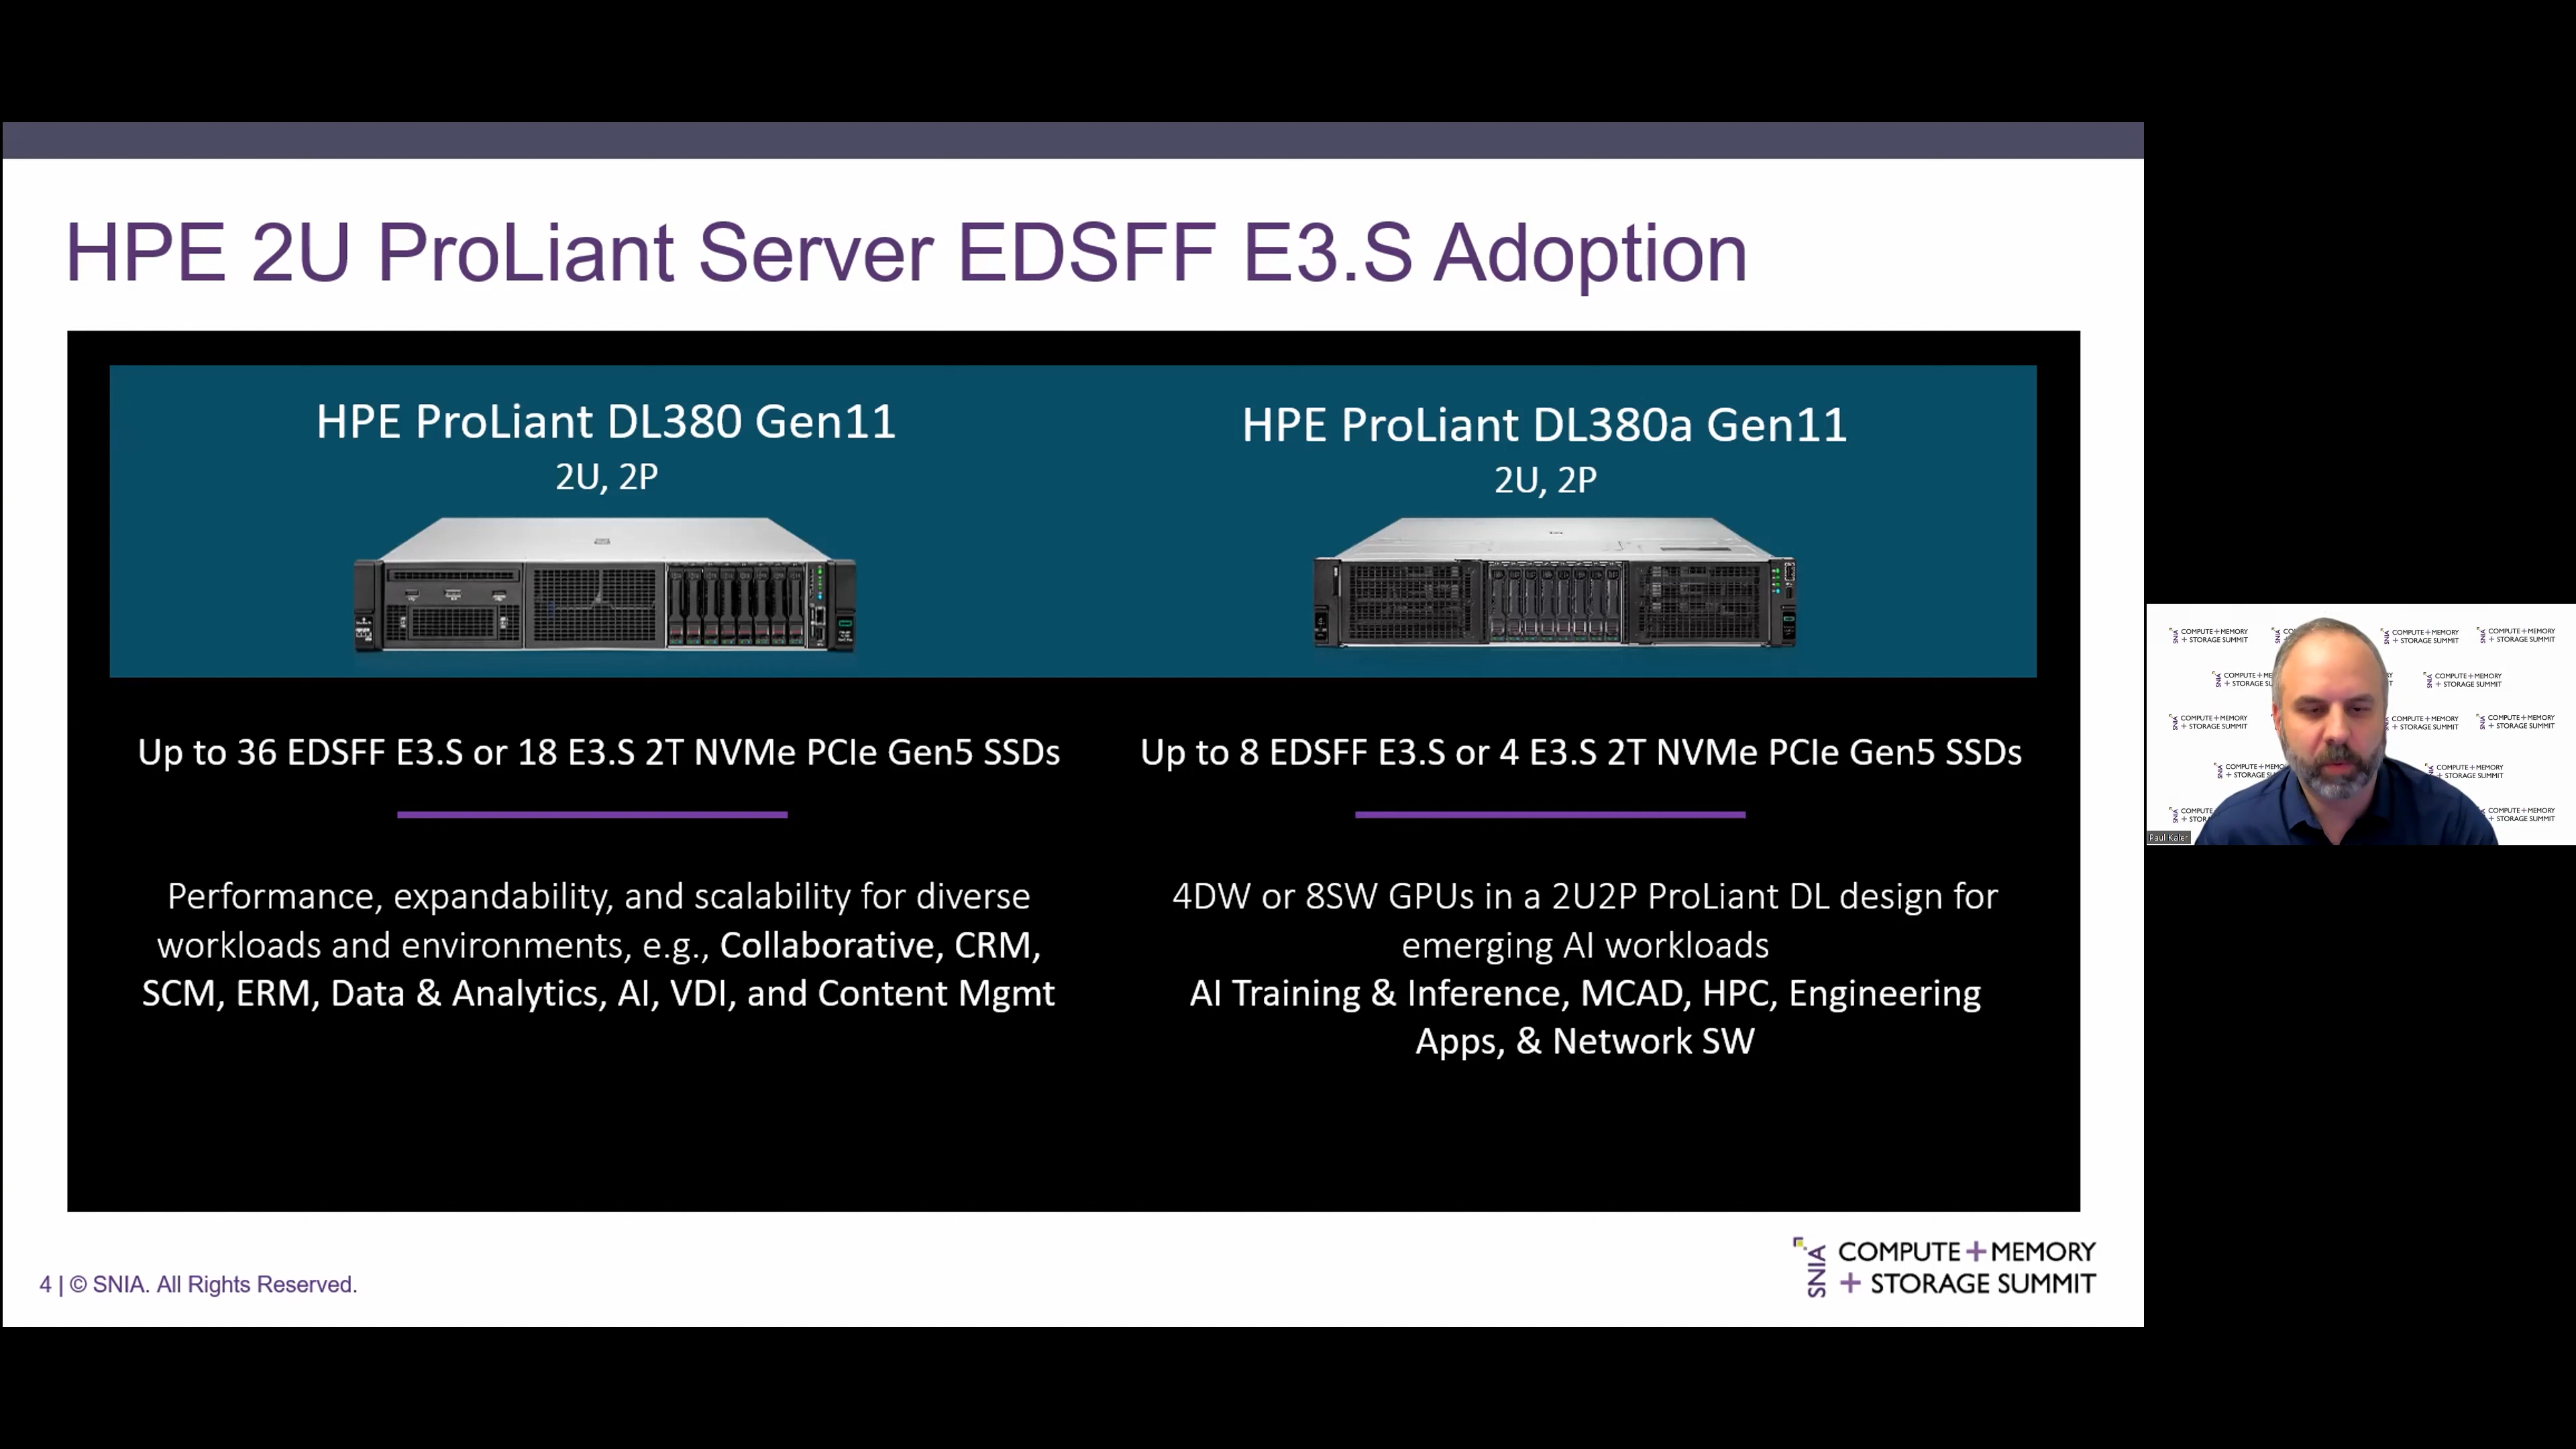 HPE 2U ProLiant Server EDSFF E3.S Adoption
HPE ProLiant DL380 Gen11
2U, 2P
Up to 36 EDSFF E3.S or 18 E3.S 2T NVMe PCIe Gen5 SSDs
Performance, expandability, and scalability for diverse
workloads and environments, e.g., Collaborative, CRM,
SCM, ERM, Data & Analytics, AI, VDI, and Content Mgmt
HPE ProLiant DL380a Gen11
2U, 2P
Up to 8 EDSFF E3.S or 4 E3.S 2T NVMe PCIe Gen5 SSDs
4DW or 8SW GPUs in a 2U2P ProLiant DL design for
emerging AI workloads
AI Training & Inference, MCAD, HPC, Engineering
Apps, & Network SW
4 | © SNIA. All Rights Reserved.
SNIA COMPUTE+MEMORY
+ STORAGE SUMMIT
SNIA COMPUTE+MEMORY
+ STORAGE SUMMIT
Paul Kaler